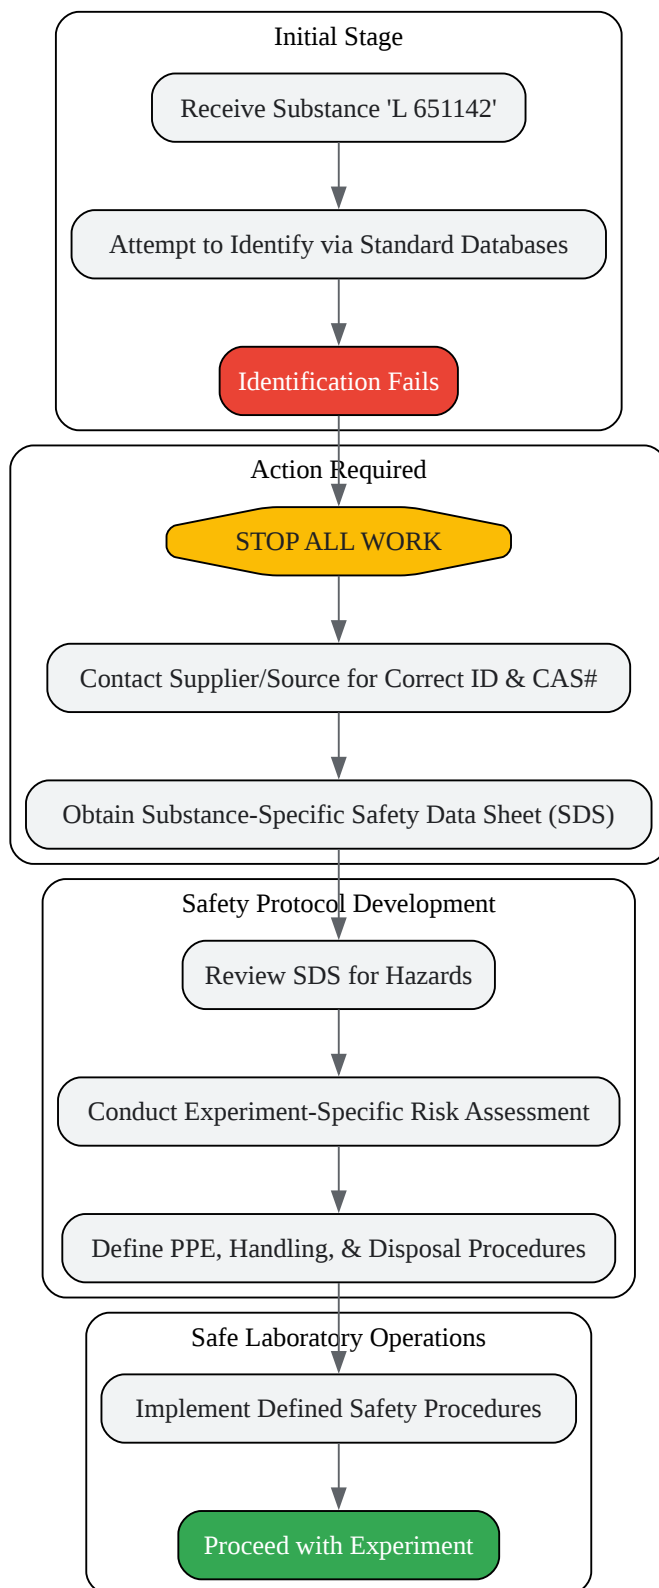 Initial Stage
Receive Substance 'L 651142'
Attempt to Identify via Standard Databases
Identification Fails
Action Required
STOP ALL WORK
Contact Supplier/Source for Correct ID & CAS#
Obtain Substance-Specific Safety Data Sheet (SDS)
Safety Protocol Development
Review SDS for Hazards
Conduct Experiment-Specific Risk Assessment
Define PPE, Handling, & Disposal Procedures
Safe Laboratory Operations
Implement Defined Safety Procedures
Proceed with Experiment